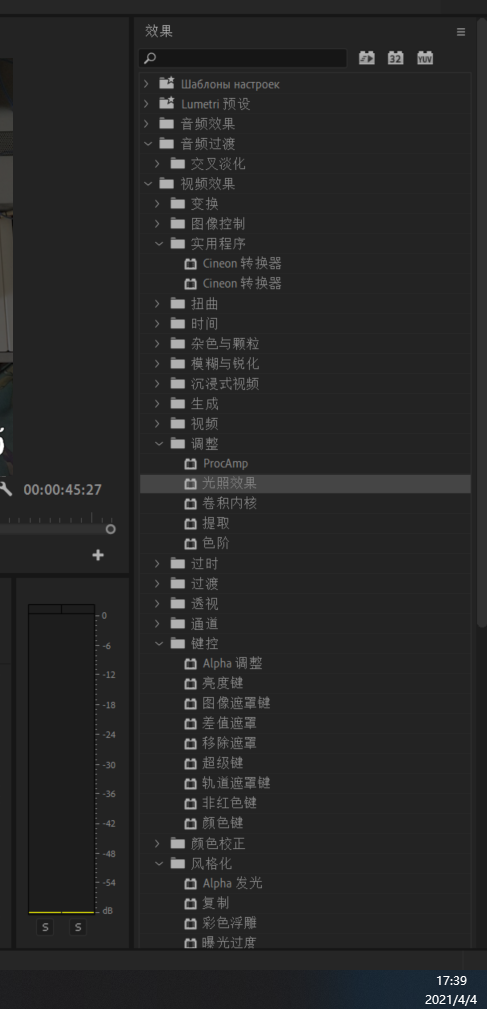 效果
32
YUV
Шаблоны настроек
Lumetri 预设
音频效果
音频过渡
交叉淡化
视频效果
变换
图像控制
实用程序
Cineon 转换器
Cineon 转换器
扭曲
时间
杂色与颗粒
模糊与锐化
沉浸式视频
生成
视频
调整
ProcAmp
光照效果
卷积内核
提取
色阶
过时
过渡
透视
通道
键控
Alpha 调整
亮度键
图像遮罩键
差值遮罩
移除遮罩
超级键
轨道遮罩键
非红色键
颜色键
颜色校正
风格化
Alpha 发光
复制
彩色浮雕
曝光过度
00:00:45:27
0
-6
-12
-18
-24
-30
-36
-42
-48
-54
dB
S S
17:39
2021/4/4